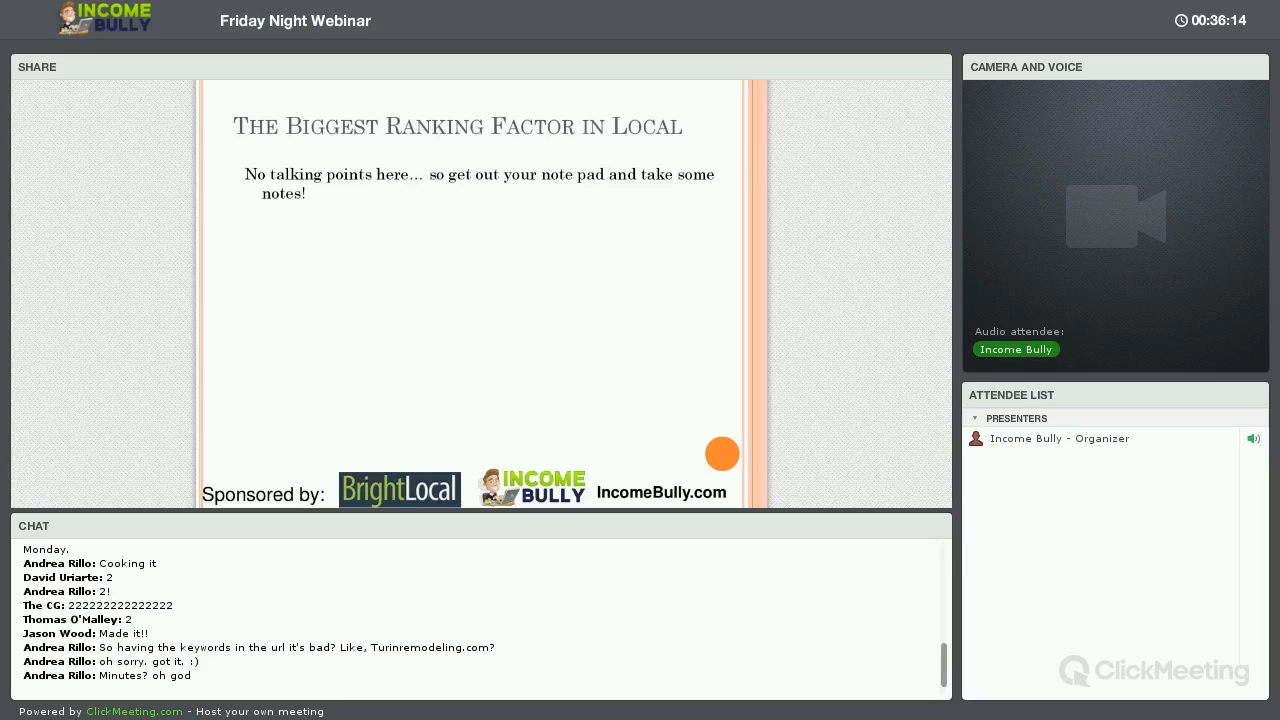 INCOME
BULLY
Friday Night Webinar
00:36:14
SHARE
THE BIGGEST RANKING FACTOR IN LOCAL
No talking points here... so get out your note pad and take some
notes!
Sponsored by:
BrightLocal
INCOME
BULLY
IncomeBully.com
CHAT
Monday.
Andrea Rillo: Cooking it
David Uriarte: 2
Andrea Rillo: 2!
The CG: 222222222222222
Thomas O'Malley: 2
Jason Wood: Made it!!
Andrea Rillo: So having the keywords in the url it's bad? Like, Turinremodeling.com?
Andrea Rillo: oh sorry. got it. :)
Andrea Rillo: Minutes? oh god
CAMERA AND VOICE
Audio attendee:
Income Bully
ATTENDEE LIST
PRESENTERS
Income Bully - Organizer
ClickMeeting
Powered by ClickMeeting.com - Host your own meeting